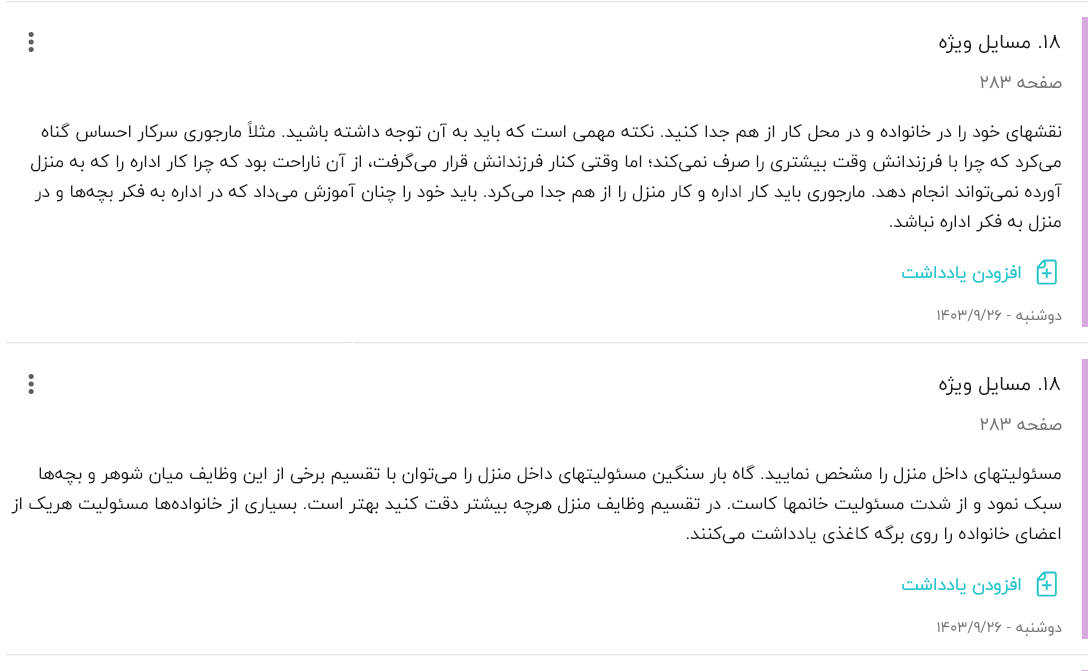 ۱۸. مسایل ویژه
صفحه ۲۸۳
نقشهای خود را در خانواده و در محل کار از هم جدا کنید. نکته مهمی است که باید به آن توجه داشته باشید. مثلاً مارجوری سرکار احساس گناه
می‌کرد که چرا با فرزندانش وقت بیشتری را صرف نمی‌کند؛ اما وقتی کنار فرزندانش قرار می‌گرفت، از آن ناراحت بود که چرا کار اداره را که به منزل
آورده نمی‌تواند انجام دهد. مارجوری باید کار اداره و کار منزل را از هم جدا می‌کرد. باید خود را چنان آموزش می‌داد که در اداره به فکر بچه‌ها و در
منزل به فکر اداره نباشد.
افزودن یادداشت
دوشنبه - ۱۴۰۳/۹/۲۶
۱۸. مسایل ویژه
صفحه ۲۸۳
مسئولیتهای داخل منزل را مشخص نمایید. گاه بار سنگین مسئولیتهای داخل منزل را می‌توان با تقسیم برخی از این وظایف میان شوهر و بچه‌ها
سبک نمود و از شدت مسئولیت خانمها کاست. در تقسیم وظایف منزل هرچه بیشتر دقت کنید بهتر است. بسیاری از خانواده‌ها مسئولیت هریک از
اعضای خانواده را روی برگه کاغذی یادداشت می‌کنند.
افزودن یادداشت
دوشنبه - ۱۴۰۳/۹/۲۶